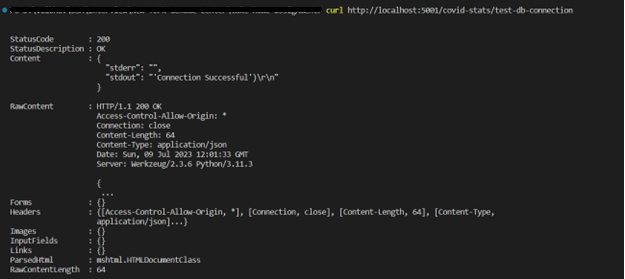 curl http://localhost:5001/covid-stats/test-db-connection
StatusCode : 200
StatusDescription : OK
Content : {
"stderr": "",
"stdout": "'Connection Successful')\r\n"
}
RawContent : HTTP/1.1 200 OK
Access-Control-Allow-Origin: *
Connection: close
Content-Length: 64
Content-Type: application/json
Date: Sun, 09 Jul 2023 12:01:33 GMT
Server: Werkzeug/2.3.6 Python/3.11.3
{
...
Forms : {}
Headers : {[Access-Control-Allow-Origin, *], [Connection, close], [Content-Length, 64], [Content-Type,
application/json]...}
Images : {}
InputFields : {}
Links : {}
ParsedHtml : mshtml.HTMLDocumentClass
RawContentLength : 64